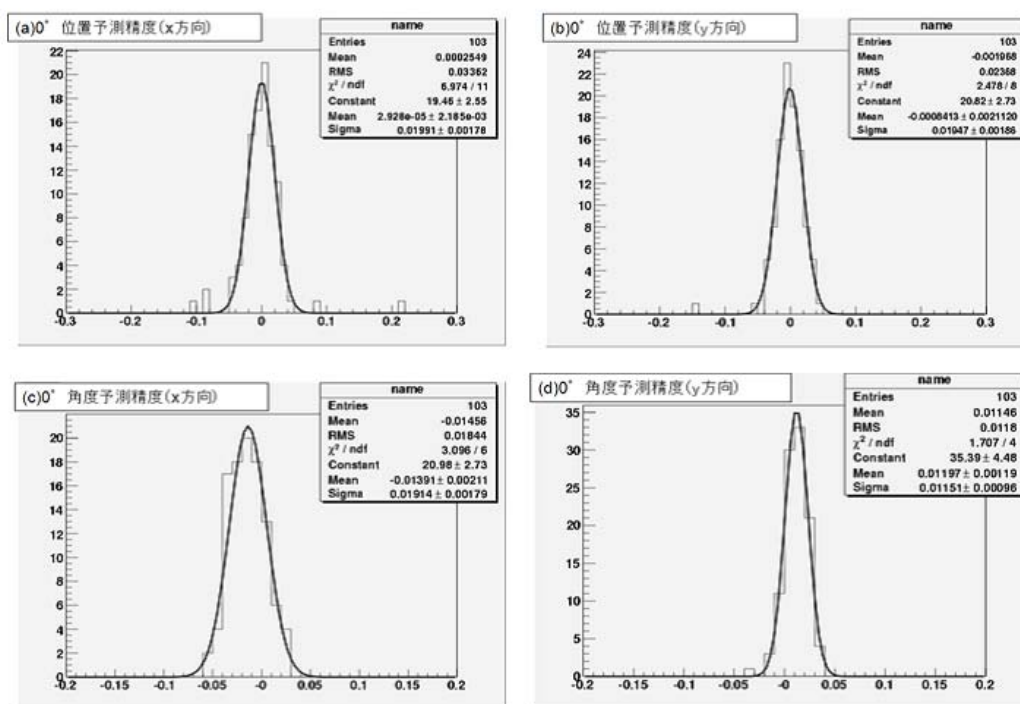 (a)0° 位置予測精度(x方向)
name
Entries 103
Mean 0.0002549
RMS 0.03362
χ² / ndf 6.974 / 11
Constant 19.46 ± 2.55
Mean 2.928e-05 ± 2.185e-03
Sigma 0.01991 ± 0.00178
22
20
18
16
14
12
10
8
6
4
2
0
-0.3 -0.2 -0.1 0 0.1 0.2 0.3
(b)0° 位置予測精度(y方向)
name
Entries 103
Mean -0.001968
RMS 0.02368
χ² / ndf 2.478 / 8
Constant 20.82 ± 2.73
Mean -0.0008413 ± 0.0021120
Sigma 0.01947 ± 0.00186
24
22
20
18
16
14
12
10
8
6
4
2
0
-0.3 -0.2 -0.1 0 0.1 0.2 0.3
(c)0° 角度予測精度(x方向)
name
Entries 103
Mean -0.01456
RMS 0.01844
χ² / ndf 3.096 / 6
Constant 20.98 ± 2.73
Mean -0.01391 ± 0.00211
Sigma 0.01914 ± 0.00179
20
18
16
14
12
10
8
6
4
2
0
-0.2 -0.15 -0.1 -0.05 -0 0.05 0.1 0.15 0.2
(d)0° 角度予測精度(y方向)
name
Entries 103
Mean 0.01146
RMS 0.0118
χ² / ndf 1.707 / 4
Constant 35.39 ± 4.48
Mean 0.01197 ± 0.00119
Sigma 0.01151 ± 0.00096
35
30
25
20
15
10
5
0
-0.2 -0.15 -0.1 -0.05 -0 0.05 0.1 0.15 0.2